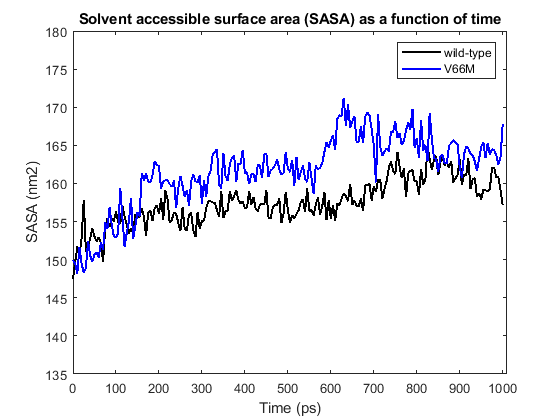 Solvent accessible surface area (SASA) as a function of time
180
175
170
165
160
155
150
145
140
135
SASA (nm2)
wild-type
V66M
0 100 200 300 400 500 600 700 800 900 1000
Time (ps)